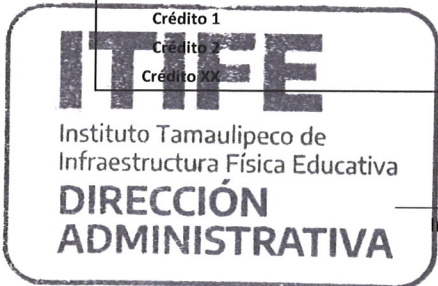 Crédito 1
Crédito 2
Crédito XX
ITIFE
Instituto Tamaulipeco de
Infraestructura Física Educativa
DIRECCIÓN
ADMINISTRATIVA